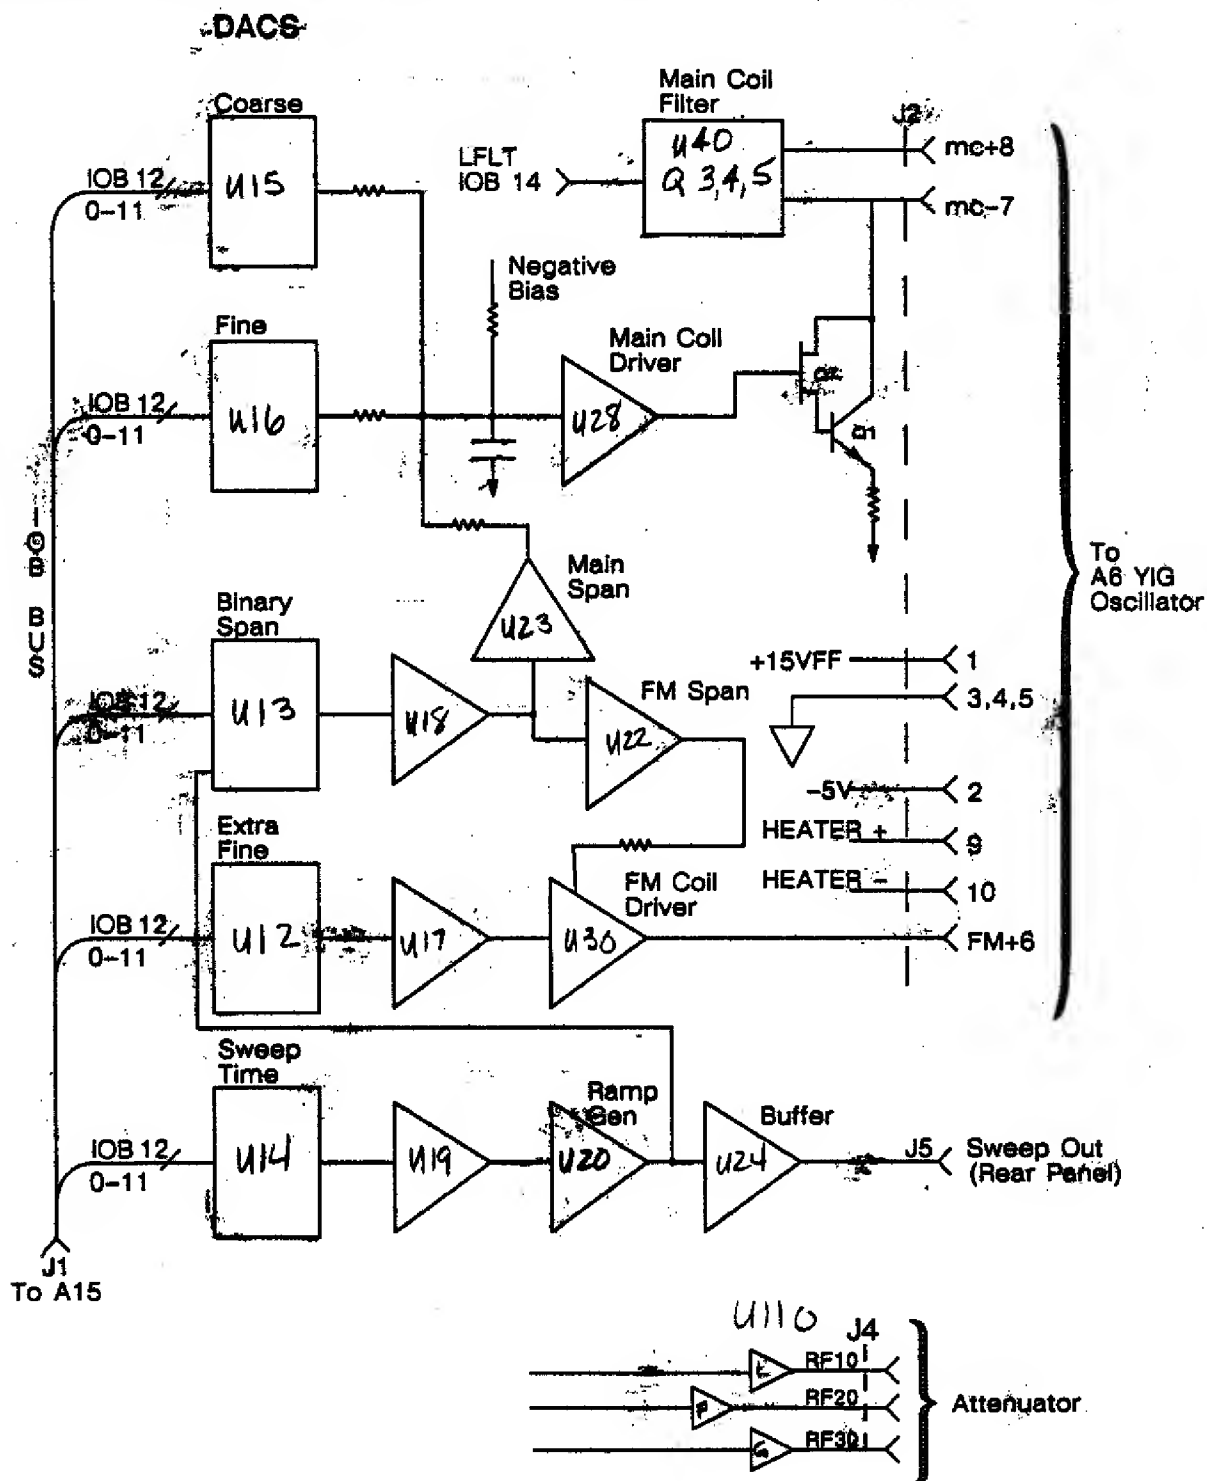 DACS
Coarse
U15
IOB 12
0-11
Main Coil
Filter
U40
Q 3,4,5
LFLT
IOB 14
J2
mc+8
mc-7
Negative
Bias
Fine
U16
IOB 12
0-11
Main Coil
Driver
U28
Q2
Q1
IOB BUS
To
A6 YIG
Oscillator
Main
Span
U23
Binary
Span
U13
IOB 12
0-11
U18
FM Span
U22
+15VFF
1
3,4,5
-5V
2
HEATER +
9
HEATER -
10
Extra
Fine
U12
IOB 12
0-11
U17
FM Coil
Driver
U30
FM+6
Sweep
Time
U14
IOB 12
0-11
U19
Ramp
Gen
U20
Buffer
U24
J5
Sweep Out
(Rear Panel)
J1
To A15
U110
J4
RF10
F
RF20
G
RF30
Attenuator